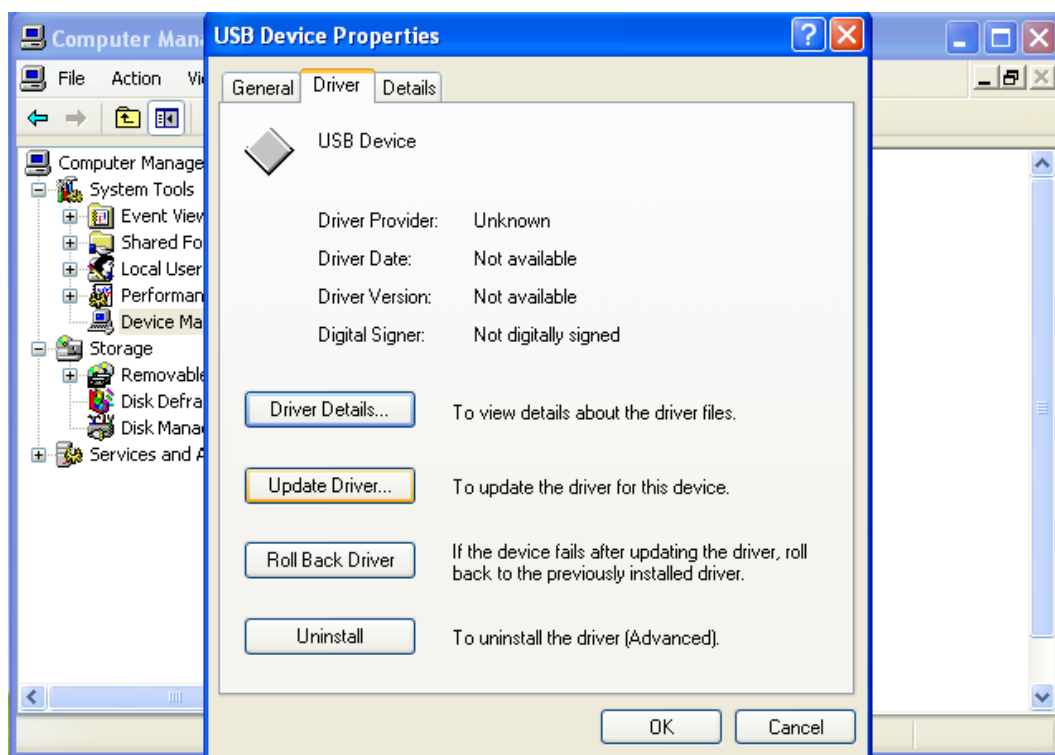 Computer Man
USB Device Properties
File Action Vi
General Driver Details
USB Device
Computer Manage
System Tools
Event View
Shared Fo
Local User
Performan
Device Ma
Storage
Removable
Disk Defra
Disk Mana
Services and A
Driver Provider: Unknown
Driver Date: Not available
Driver Version: Not available
Digital Signer: Not digitally signed
Driver Details... To view details about the driver files.
Update Driver... To update the driver for this device.
Roll Back Driver If the device fails after updating the driver, roll
back to the previously installed driver.
Uninstall To uninstall the driver (Advanced).
OK Cancel